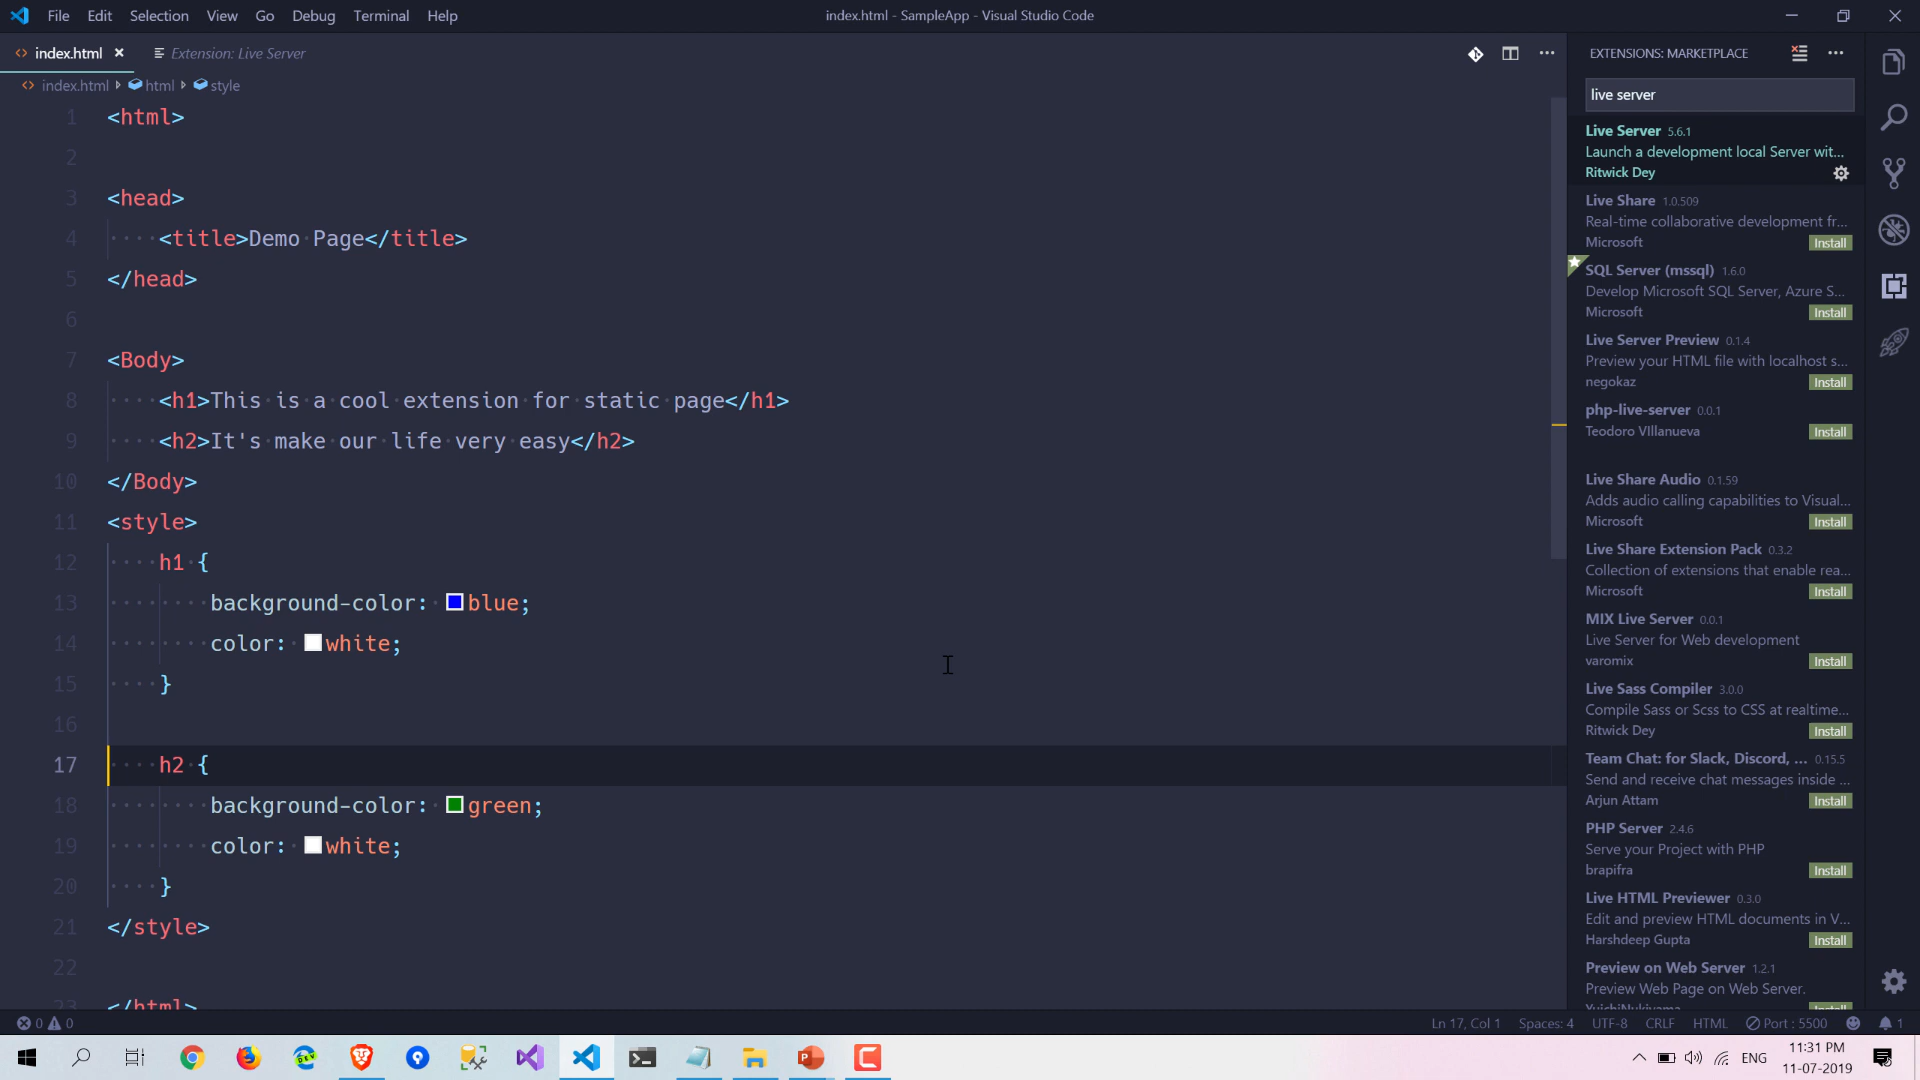 File Edit Selection View Go Debug Terminal Help
index.html - SampleApp - Visual Studio Code
index.html
Extension: Live Server
index.html html style
1 <html>
2
3 <head>
4 <title>Demo Page</title>
5 </head>
6
7 <Body>
8 <h1>This is a cool extension for static page</h1>
9 <h2>It's make our life very easy</h2>
10 </Body>
11 <style>
12 h1 {
13 background-color: blue;
14 color: white;
15 }
16
17 h2 {
18 background-color: green;
19 color: white;
20 }
21 </style>
22
23 </html>
EXTENSIONS: MARKETPLACE
live server
Live Server 5.6.1
Launch a development local Server wit...
Ritwick Dey
Live Share 1.0.509
Real-time collaborative development fr...
Microsoft Install
SQL Server (mssql) 1.6.0
Develop Microsoft SQL Server, Azure S...
Microsoft Install
Live Server Preview 0.1.4
Preview your HTML file with localhost s...
negokaz Install
php-live-server 0.0.1
Teodoro VIllanueva Install
Live Share Audio 0.1.59
Adds audio calling capabilities to Visual...
Microsoft Install
Live Share Extension Pack 0.3.2
Collection of extensions that enable rea...
Microsoft Install
MIX Live Server 0.0.1
Live Server for Web development
varomix Install
Live Sass Compiler 3.0.0
Compile Sass or Scss to CSS at realtime...
Ritwick Dey Install
Team Chat: for Slack, Discord, ... 0.15.5
Send and receive chat messages inside ...
Arjun Attam Install
PHP Server 2.4.6
Serve your Project with PHP
brapifra Install
Live HTML Previewer 0.3.0
Edit and preview HTML documents in V...
Harshdeep Gupta Install
Preview on Web Server 1.2.1
Preview Web Page on Web Server.
YuichiNukiyama Install
0 0
Ln 17, Col 1 Spaces: 4 UTF-8 CRLF HTML Port : 5500 1
DEV
ENG
11:31 PM
11-07-2019